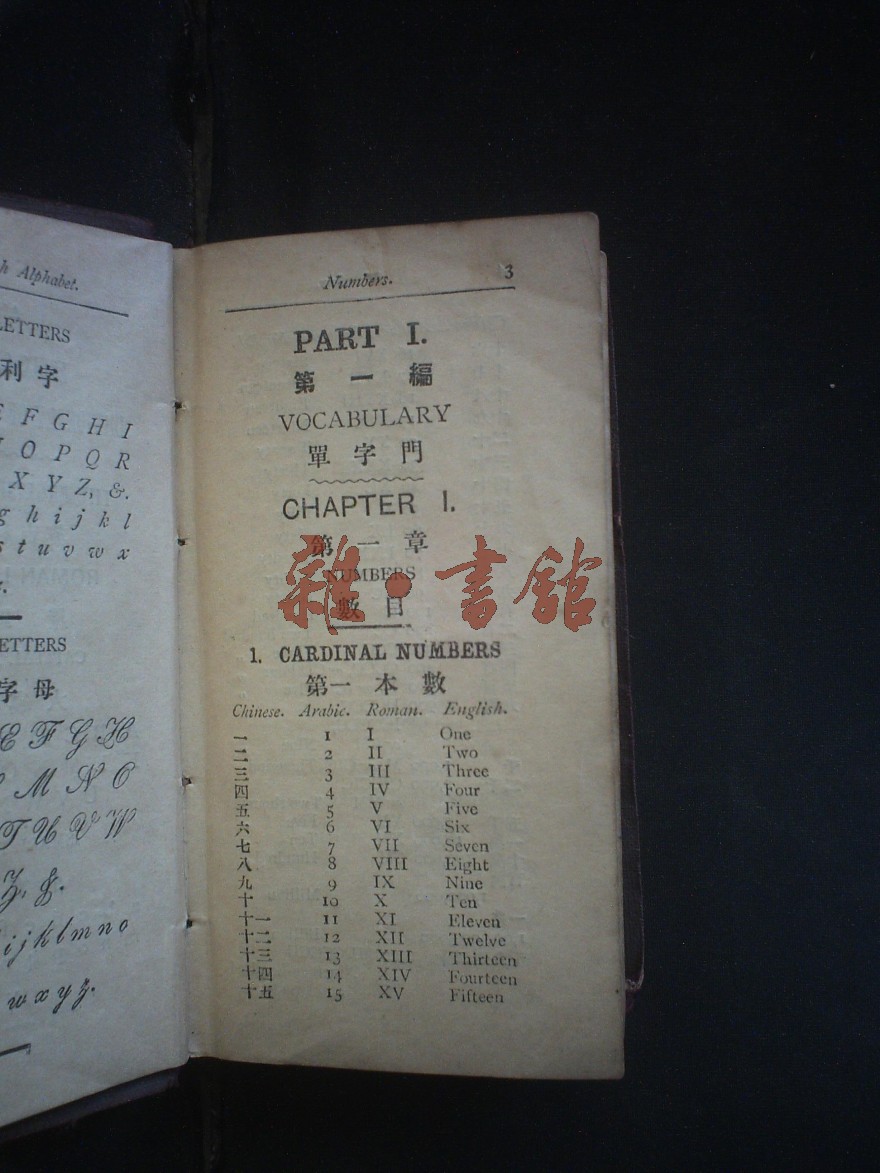 h Alphabet.
LETTERS
利字
E F G H I
N O P Q R
X Y Z, &.
g h i j k l
s t u v w x
ETTERS
字母
E F G H
M N O
T U V W
Z, &.
i j k l m n o
w x y z.
Numbers. 3
PART I.
第一編
VOCABULARY
單字門
CHAPTER I.
第一章
NUMBERS
數目
雜·書館
1. CARDINAL NUMBERS
第一本數
Chinese. Arabic. Roman. English.
一 1 I One
二 2 II Two
三 3 III Three
四 4 IV Four
五 5 V Five
六 6 VI Six
七 7 VII Seven
八 8 VIII Eight
九 9 IX Nine
十 10 X Ten
十一 11 XI Eleven
十二 12 XII Twelve
十三 13 XIII Thirteen
十四 14 XIV Fourteen
十五 15 XV Fifteen